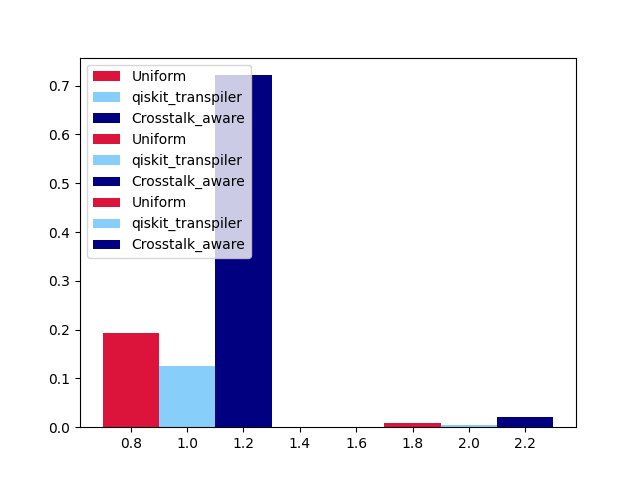 Uniform
qiskit_transpiler
Crosstalk_aware
Uniform
qiskit_transpiler
Crosstalk_aware
Uniform
qiskit_transpiler
Crosstalk_aware
0.7
0.6
0.5
0.4
0.3
0.2
0.1
0.0
0.8 1.0 1.2 1.4 1.6 1.8 2.0 2.2